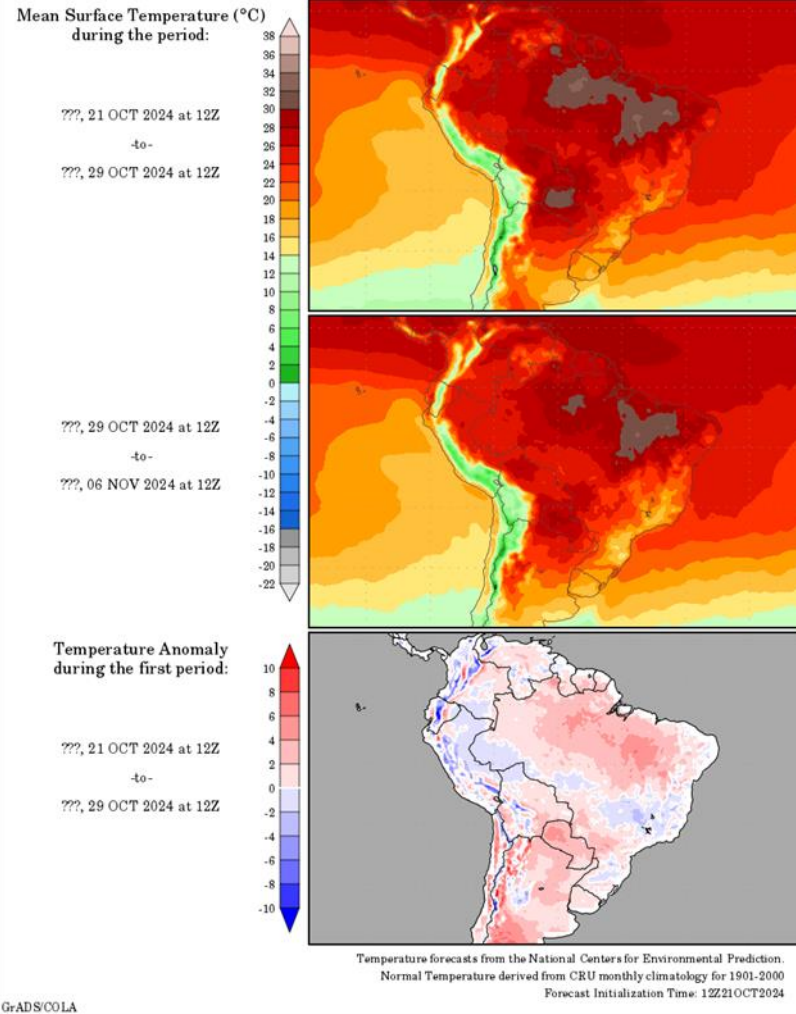 Mean Surface Temperature (°C)
during the period:
38
36
34
32
30
28
26
24
22
20
18
16
14
12
10
8
6
4
2
0
-2
-4
-6
-8
-10
-12
-14
-16
-18
-20
-22
???, 21 OCT 2024 at 12Z
-to-
???, 29 OCT 2024 at 12Z
???, 29 OCT 2024 at 12Z
-to-
???, 06 NOV 2024 at 12Z
Temperature Anomaly
during the first period:
10
8
6
4
2
0
-2
-4
-6
-8
-10
???, 21 OCT 2024 at 12Z
-to-
???, 29 OCT 2024 at 12Z
Temperature forecasts from the National Centers for Environmental Prediction.
Normal Temperature derived from CRU monthly climatology for 1901-2000
Forecast Initialization Time: 12Z21OCT2024
GrADS/COLA